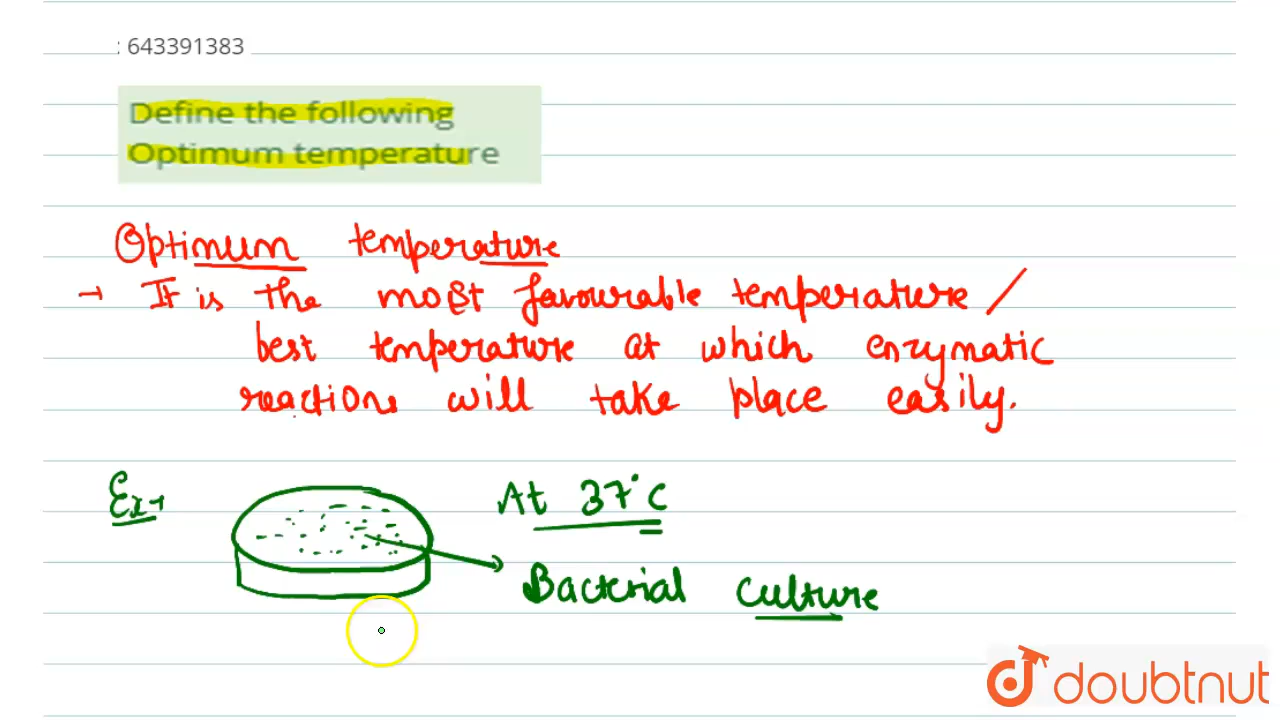 : 643391383
Define the following
Optimum temperature
Optimum temperature
→ It is the most favourable temperature /
best temperature at which enzymatic
reactions will take place easily.
Ex→
At 37°C
Bacterial culture
doubtnut